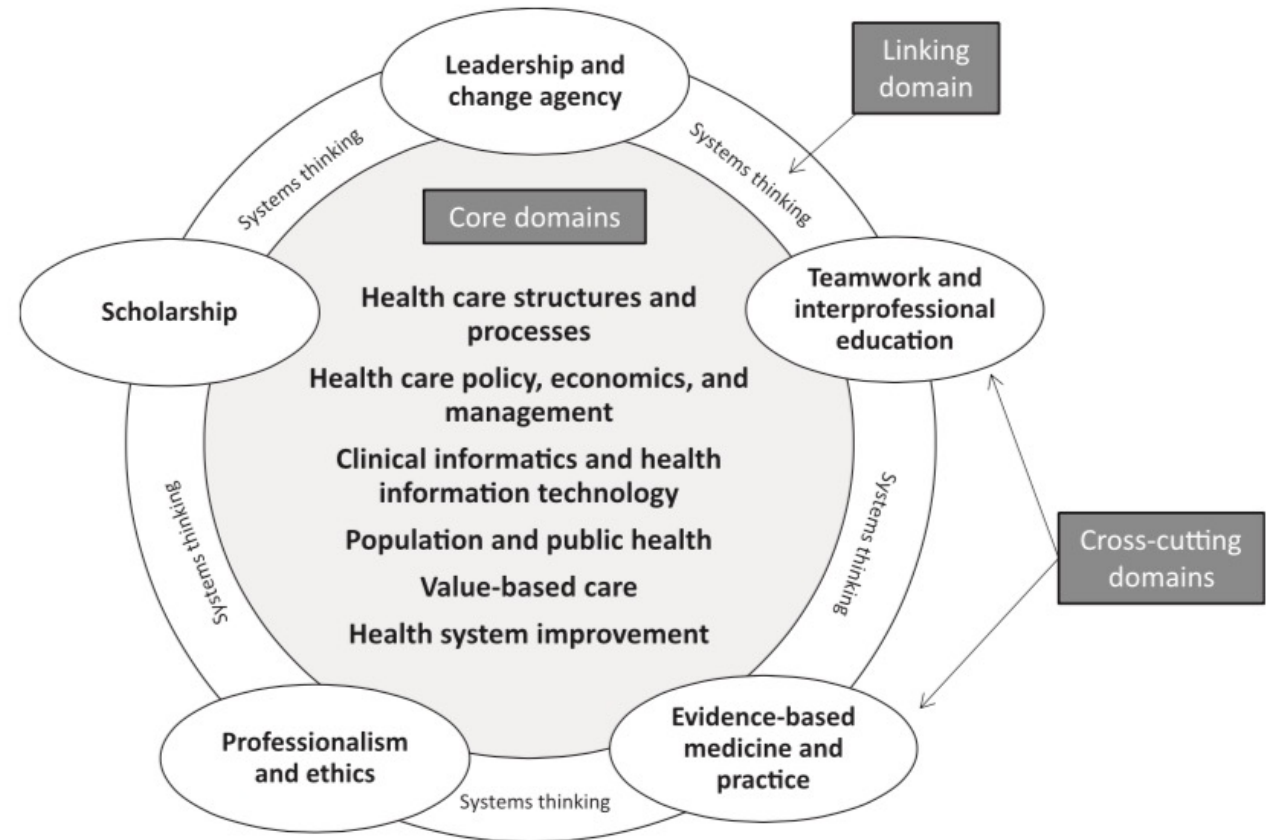 Leadership and
change agency
Linking
domain
Systems thinking
Systems thinking
Core domains
Scholarship
Teamwork and
interprofessional
education
Health care structures and
processes
Health care policy, economics, and
management
Clinical informatics and health
information technology
Population and public health
Value-based care
Health system improvement
Systems thinking
Systems thinking
Cross-cutting
domains
Professionalism
and ethics
Evidence-based
medicine and
practice
Systems thinking